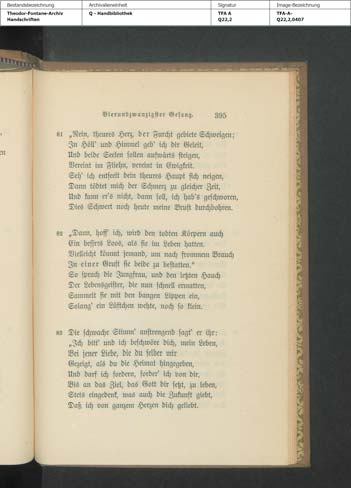 Bestandsbezeichnung
Theodor-Fontane-Archiv
Handschriften
Archivalieneinheit
Q - Handbibliothek
Signatur
TFA A
Q22,2
Image-Bezeichnung
TFA-A-
Q22,2,0407
Vierundzwanzigster Gesang. 395
81 „Nein, theures Herz, der Furcht gebiete Schweigen;
In Höll' und Himmel geb' ich dir Geleit,
Und beide Seelen sollen aufwärts steigen,
Vereint im Fliehn, vereint in Ewigkeit.
Seh' ich entseelt dein theures Haupt sich neigen,
Dann tödtet mich der Schmerz zu gleicher Zeit,
Und kann er's nicht, dann soll, ich hab's geschworen,
Dies Schwert noch heute meine Brust durchbohren.
82 „Dann, hoff' ich, wird den todten Körpern auch
Ein bessres Loos, als sie im Leben hatten.
Vielleicht kommt jemand, um nach frommem Brauch
In einer Gruft sie beide zu bestatten.“
So sprach die Jungfrau, und den letzten Hauch
Der Lebensgeister, die nun schnell ermatten,
Sammelt sie mit den bangen Lippen ein,
Solang' ein Lüftchen wehte, noch so klein.
83 Die schwache Stimm' anstrengend sagt' er ihr:
„Ich bitt' und ich beschwöre dich, mein Leben,
Bei jener Liebe, die du selber mir
Gezeigt, als du die Heimat hingegeben,
Und darf ich fordern, fordr' ich von dir,
Bis an das Ziel, das Gott dir setzt, zu leben,
Stets eingedenk, was auch die Zukunft giebt,
Daß ich von ganzem Herzen dich geliebt.